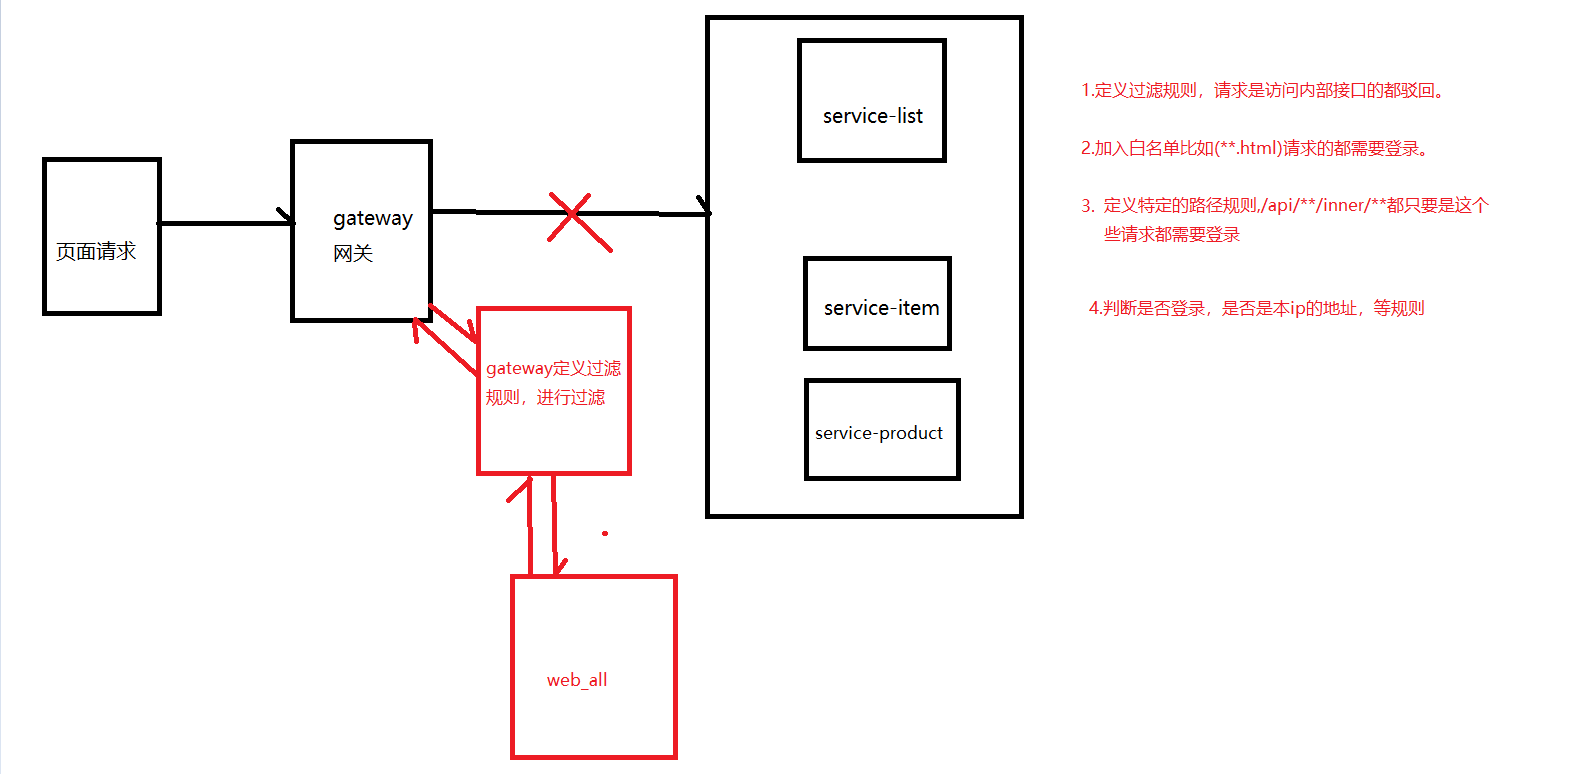 页面请求
gateway
网关
service-list
service-item
service-product
gateway定义过滤
规则，进行过滤
web_all
1.定义过滤规则，请求是访问内部接口的都驳回。
2.加入白名单比如(**.html)请求的都需要登录。
3. 定义特定的路径规则,/api/**/inner/**都只要是这个
些请求都需要登录
4.判断是否登录，是否是本ip的地址，等规则